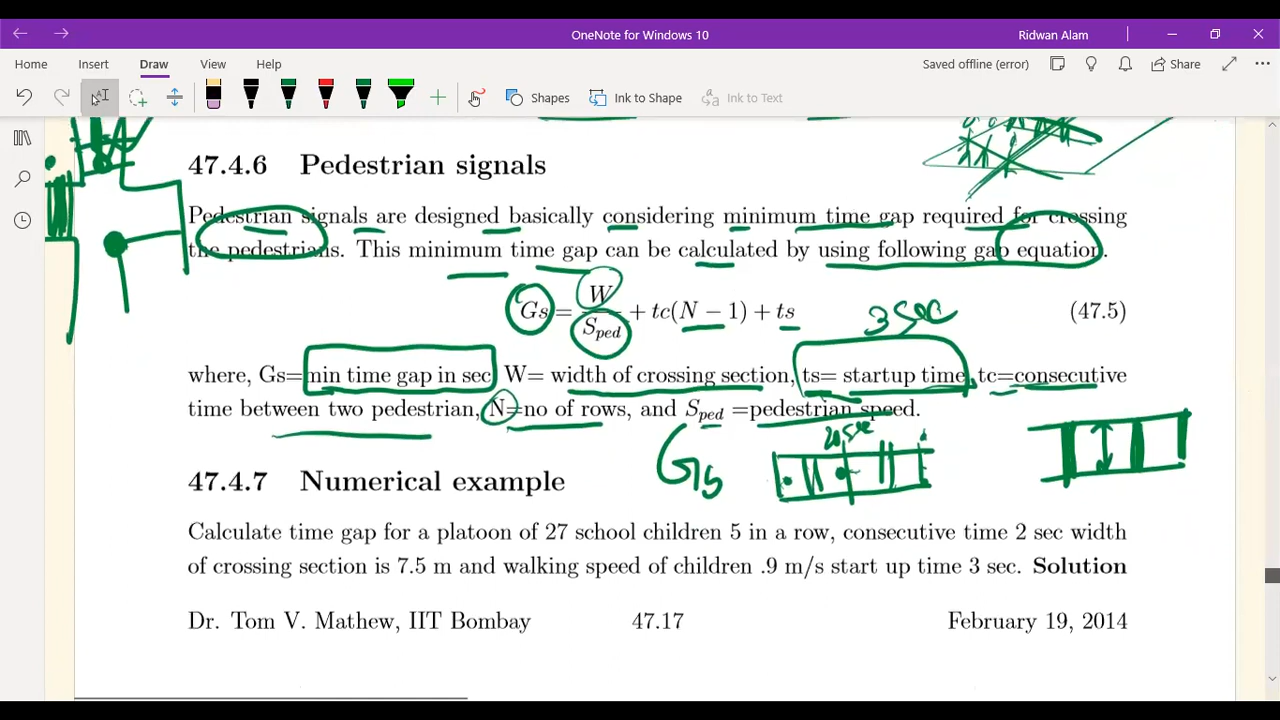 OneNote for Windows 10
Ridwan Alam
Home Insert Draw View Help
Saved offline (error)
Share
Shapes
Ink to Shape
Ink to Text
47.4.6 Pedestrian signals
Pedestrian signals are designed basically considering minimum time gap required for crossing
the pedestrians. This minimum time gap can be calculated by using following gap equation.
Gs = W/S_ped + tc(N − 1) + ts (47.5)
3 sec
where, Gs=min time gap in sec, W= width of crossing section, ts= startup time, tc=consecutive
time between two pedestrian, N=no of rows, and S_ped =pedestrian speed.
Gs
47.4.7 Numerical example
Calculate time gap for a platoon of 27 school children 5 in a row, consecutive time 2 sec width
of crossing section is 7.5 m and walking speed of children .9 m/s start up time 3 sec. Solution
Dr. Tom V. Mathew, IIT Bombay 47.17 February 19, 2014